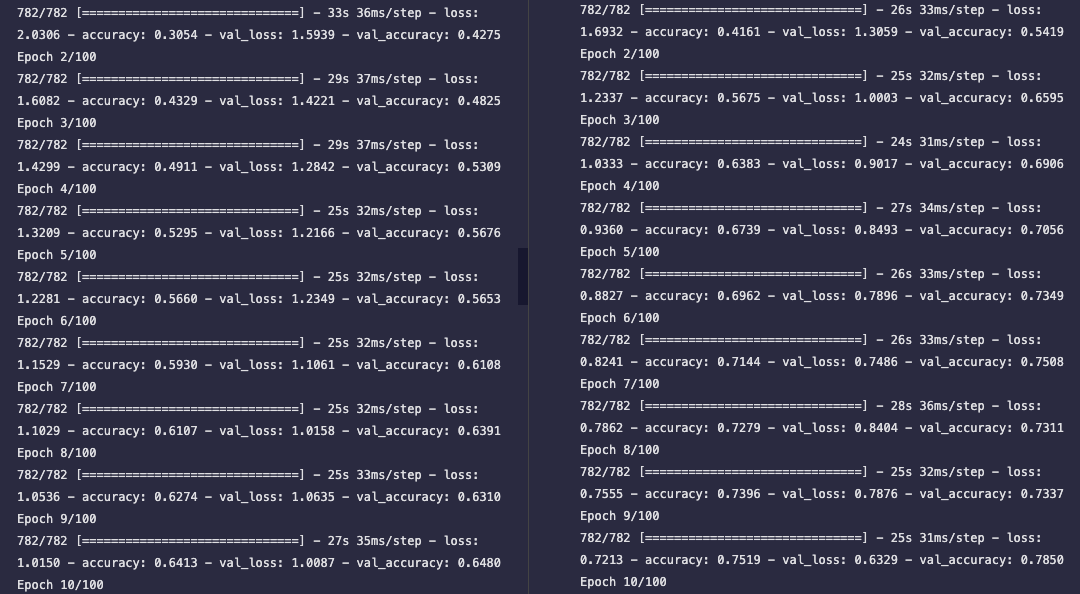 782/782 [==============================] - 33s 36ms/step - loss:
2.0306 - accuracy: 0.3054 - val_loss: 1.5939 - val_accuracy: 0.4275
Epoch 2/100
782/782 [==============================] - 29s 37ms/step - loss:
1.6082 - accuracy: 0.4329 - val_loss: 1.4221 - val_accuracy: 0.4825
Epoch 3/100
782/782 [==============================] - 29s 37ms/step - loss:
1.4299 - accuracy: 0.4911 - val_loss: 1.2842 - val_accuracy: 0.5309
Epoch 4/100
782/782 [==============================] - 25s 32ms/step - loss:
1.3209 - accuracy: 0.5295 - val_loss: 1.2166 - val_accuracy: 0.5676
Epoch 5/100
782/782 [==============================] - 25s 32ms/step - loss:
1.2281 - accuracy: 0.5660 - val_loss: 1.2349 - val_accuracy: 0.5653
Epoch 6/100
782/782 [==============================] - 25s 32ms/step - loss:
1.1529 - accuracy: 0.5930 - val_loss: 1.1061 - val_accuracy: 0.6108
Epoch 7/100
782/782 [==============================] - 25s 32ms/step - loss:
1.1029 - accuracy: 0.6107 - val_loss: 1.0158 - val_accuracy: 0.6391
Epoch 8/100
782/782 [==============================] - 25s 33ms/step - loss:
1.0536 - accuracy: 0.6274 - val_loss: 1.0635 - val_accuracy: 0.6310
Epoch 9/100
782/782 [==============================] - 27s 35ms/step - loss:
1.0150 - accuracy: 0.6413 - val_loss: 1.0087 - val_accuracy: 0.6480
Epoch 10/100
782/782 [==============================] - 26s 33ms/step - loss:
1.6932 - accuracy: 0.4161 - val_loss: 1.3059 - val_accuracy: 0.5419
Epoch 2/100
782/782 [==============================] - 25s 32ms/step - loss:
1.2337 - accuracy: 0.5675 - val_loss: 1.0003 - val_accuracy: 0.6595
Epoch 3/100
782/782 [==============================] - 24s 31ms/step - loss:
1.0333 - accuracy: 0.6383 - val_loss: 0.9017 - val_accuracy: 0.6906
Epoch 4/100
782/782 [==============================] - 27s 34ms/step - loss:
0.9360 - accuracy: 0.6739 - val_loss: 0.8493 - val_accuracy: 0.7056
Epoch 5/100
782/782 [==============================] - 26s 33ms/step - loss:
0.8827 - accuracy: 0.6962 - val_loss: 0.7896 - val_accuracy: 0.7349
Epoch 6/100
782/782 [==============================] - 26s 33ms/step - loss:
0.8241 - accuracy: 0.7144 - val_loss: 0.7486 - val_accuracy: 0.7508
Epoch 7/100
782/782 [==============================] - 28s 36ms/step - loss:
0.7862 - accuracy: 0.7279 - val_loss: 0.8404 - val_accuracy: 0.7311
Epoch 8/100
782/782 [==============================] - 25s 32ms/step - loss:
0.7555 - accuracy: 0.7396 - val_loss: 0.7876 - val_accuracy: 0.7337
Epoch 9/100
782/782 [==============================] - 25s 31ms/step - loss:
0.7213 - accuracy: 0.7519 - val_loss: 0.6329 - val_accuracy: 0.7850
Epoch 10/100